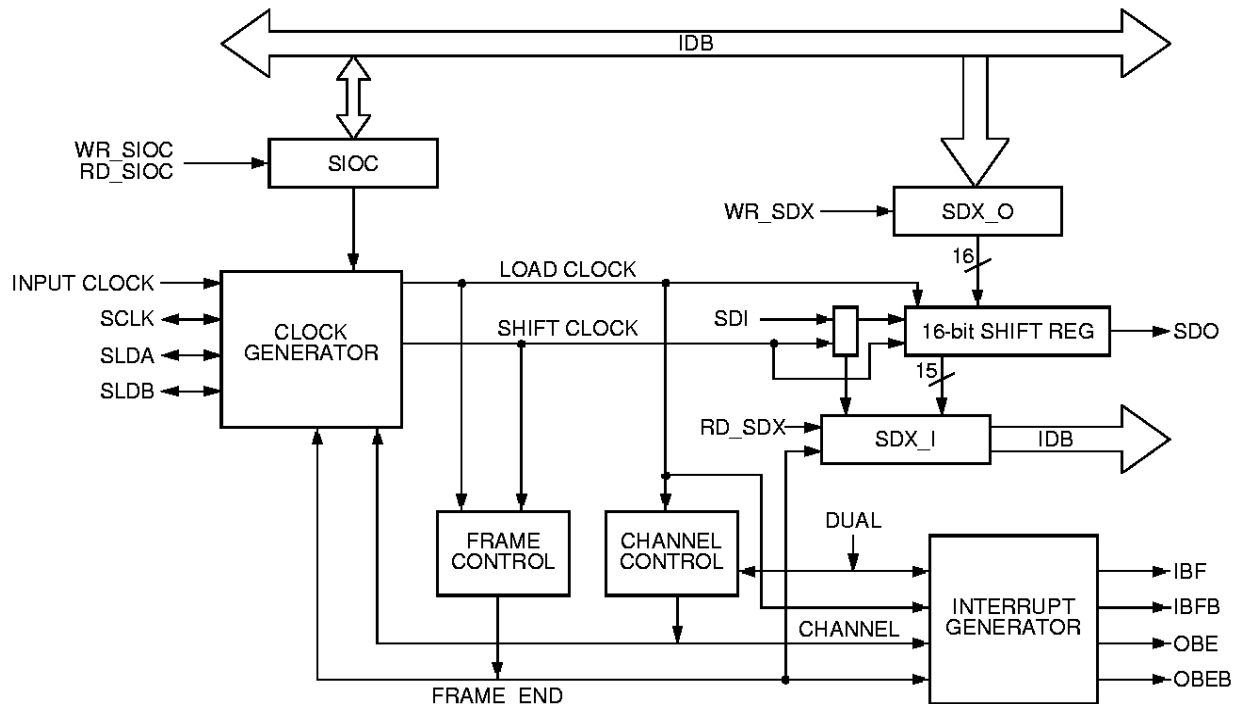 IDB
WR_SIOC
RD_SIOC
SIOC
WR_SDX
SDX_O
16
INPUT CLOCK
SCLK
SLDA
SLDB
CLOCK
GENERATOR
LOAD CLOCK
SHIFT CLOCK
SDI
16-bit SHIFT REG
SDO
15
RD_SDX
SDX_I
IDB
FRAME
CONTROL
CHANNEL
CONTROL
DUAL
INTERRUPT
GENERATOR
IBF
IBFB
OBE
OBEB
CHANNEL
FRAME END